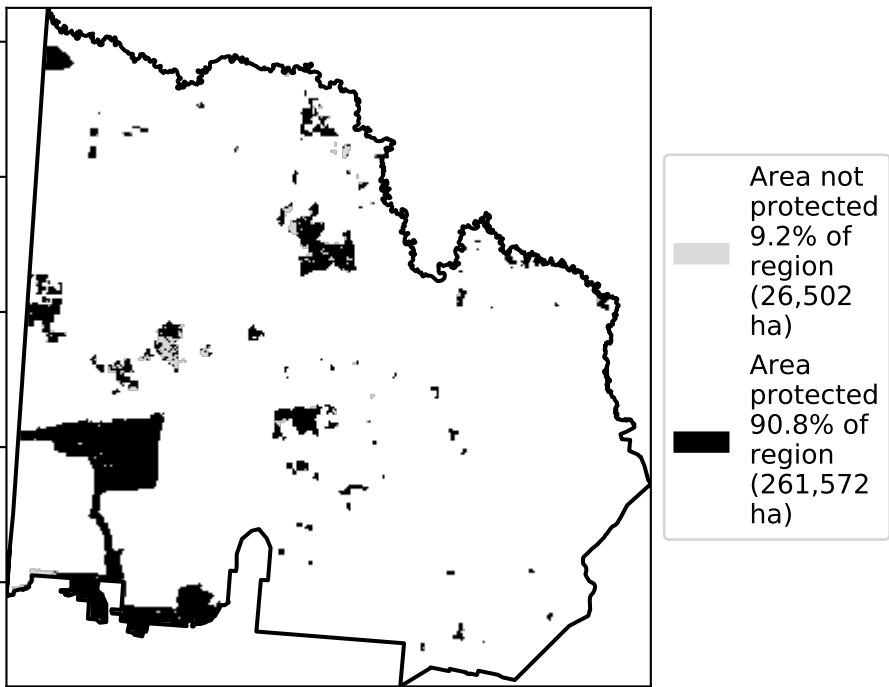 Area not
protected
9.2% of
region
(26,502
ha)
Area
protected
90.8% of
region
(261,572
ha)